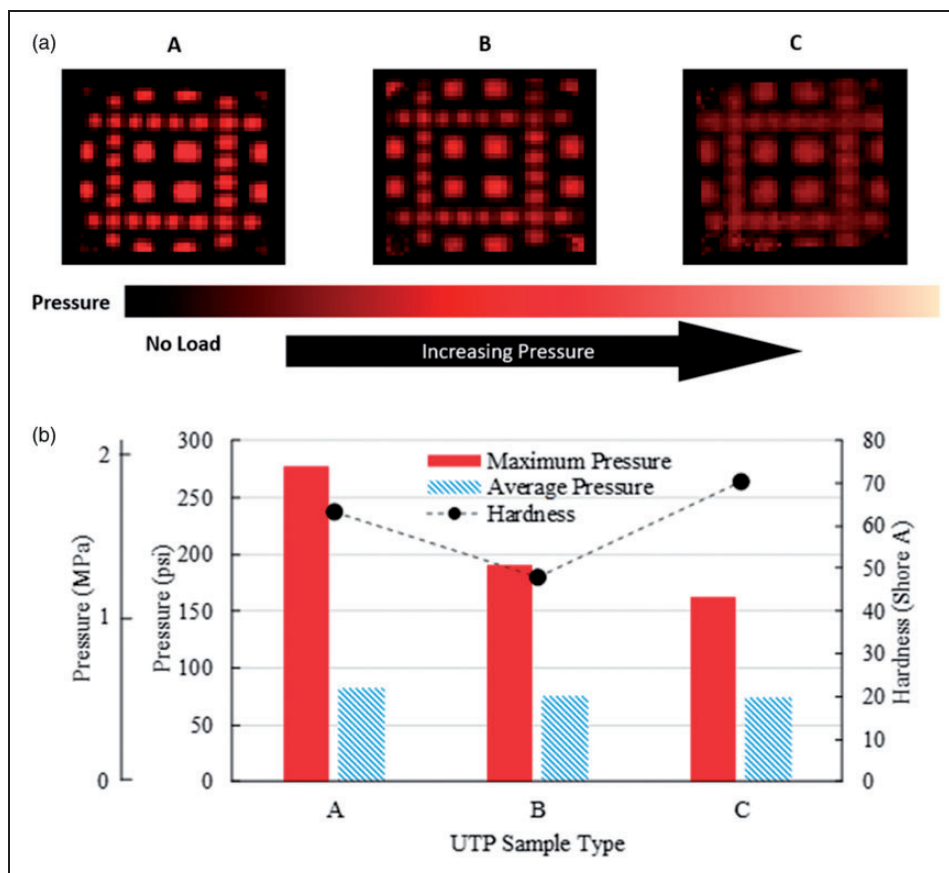 (a)
A B C
Pressure
No Load
Increasing Pressure
(b)
Pressure (MPa)
2
1
0
Pressure (psi)
300
250
200
150
100
50
0
Maximum Pressure
Average Pressure
Hardness
80
70
60
50
40
30
20
10
0
Hardness (Shore A)
A B C
UTP Sample Type